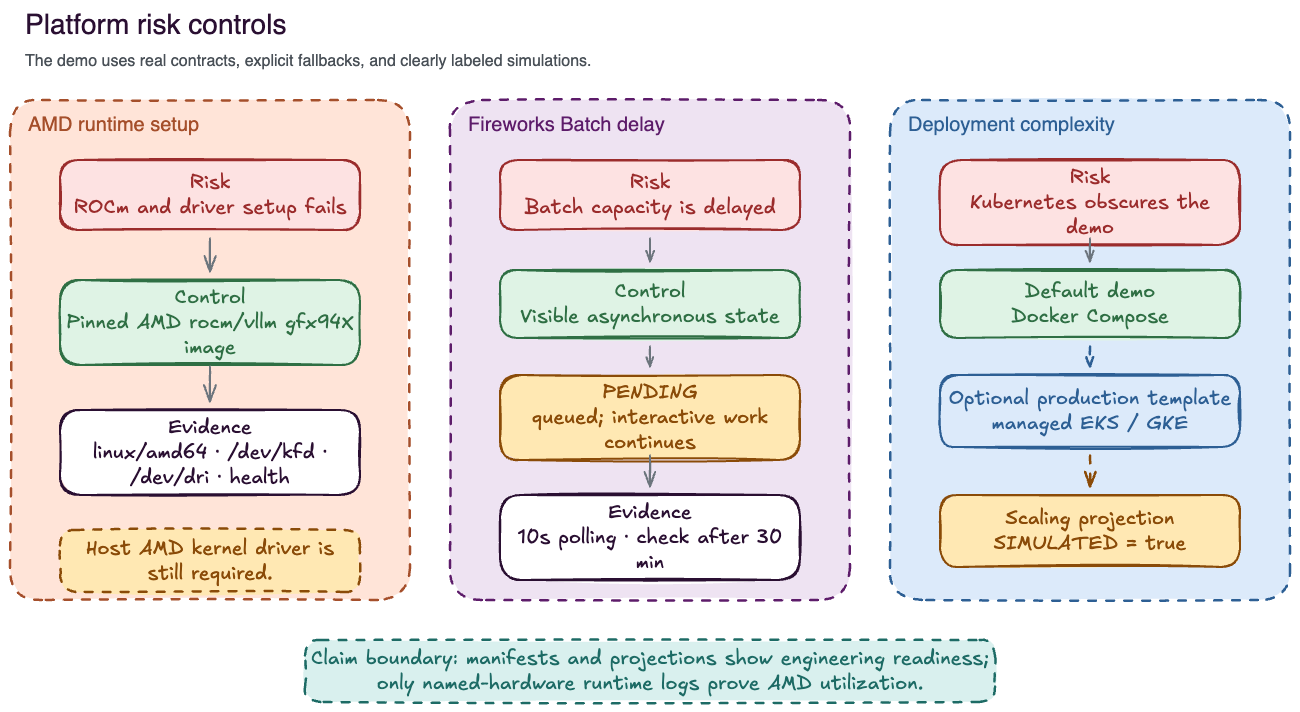 Platform risk controls
The demo uses real contracts, explicit fallbacks, and clearly labeled simulations.
AMD runtime setup
Risk
ROCm and driver setup fails
Control
Pinned AMD rocm/vllm gfx94X
image
Evidence
linux/amd64 · /dev/kfd ·
/dev/dri · health
Host AMD kernel driver is
still required.
Fireworks Batch delay
Risk
Batch capacity is delayed
Control
Visible asynchronous state
PENDING
queued; interactive work
continues
Evidence
10s polling · check after 30
min
Deployment complexity
Risk
Kubernetes obscures the
demo
Default demo
Docker Compose
Optional production template
managed EKS / GKE
Scaling projection
SIMULATED = true
Claim boundary: manifests and projections show engineering readiness;
only named-hardware runtime logs prove AMD utilization.